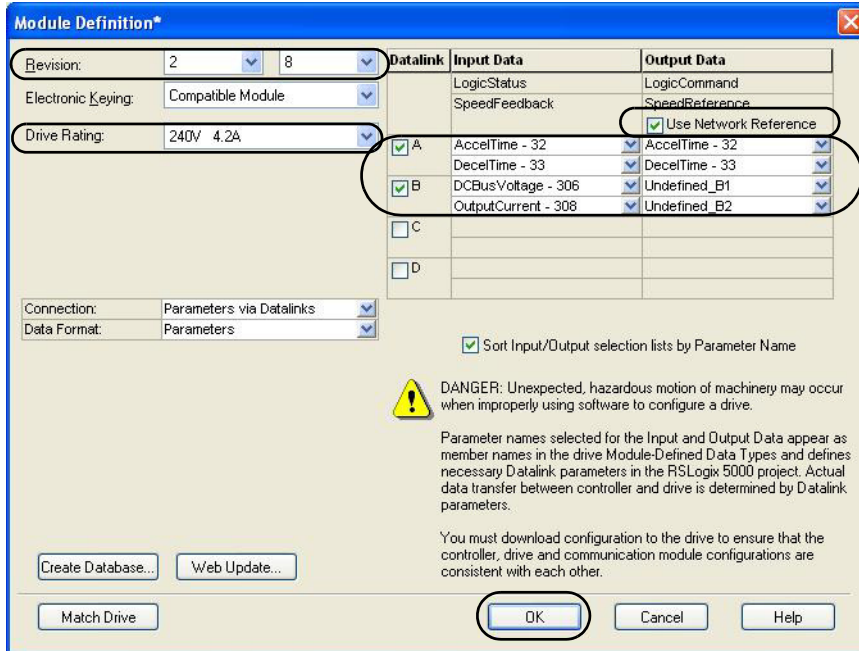 Module Definition*
Revision: 2 8
Electronic Keying: Compatible Module
Drive Rating: 240V 4.2A
Connection: Parameters via Datalinks
Data Format: Parameters
Datalink Input Data Output Data
LogicStatus LogicCommand
SpeedFeedback SpeedReference
Use Network Reference
A AccelTime - 32 AccelTime - 32
DecelTime - 33 DecelTime - 33
B DCBusVoltage - 306 Undefined_B1
OutputCurrent - 308 Undefined_B2
C
D
Sort Input/Output selection lists by Parameter Name
DANGER: Unexpected, hazardous motion of machinery may occur
when improperly using software to configure a drive.
Parameter names selected for the Input and Output Data appear as
member names in the drive Module-Defined Data Types and defines
necessary Datalink parameters in the RSLogix 5000 project. Actual
data transfer between controller and drive is determined by Datalink
parameters.
You must download configuration to the drive to ensure that the
controller, drive and communication module configurations are
consistent with each other.
Create Database... Web Update...
Match Drive OK Cancel Help